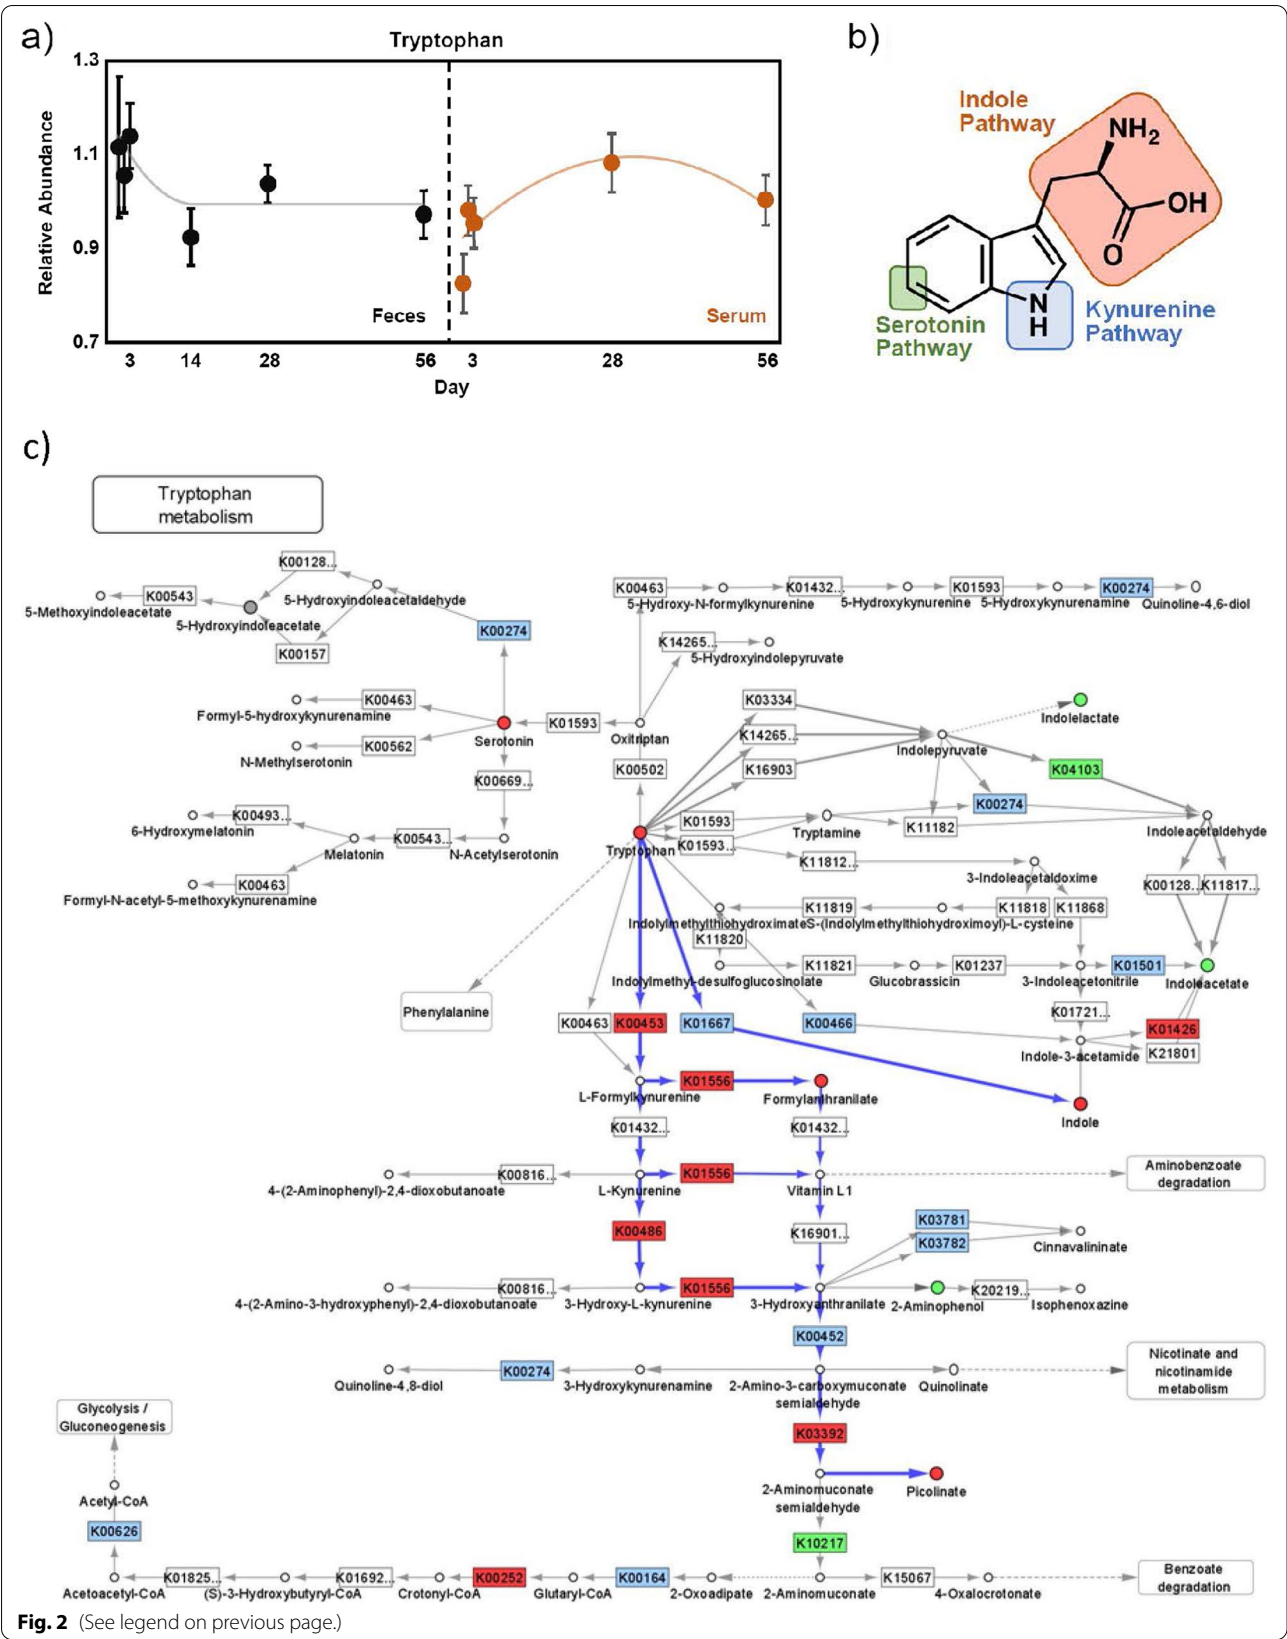 a)
Tryptophan
1.3
1.1
0.9
0.7
Relative Abundance
Feces
Serum
3
14
28
56
3
28
56
Day
b)
Indole
Pathway
NH2
OH
O
N
H
Serotonin
Pathway
Kynurenine
Pathway
c)
Tryptophan
metabolism
K00128...
5-Hydroxyindoleacetaldehyde
K00543
5-Methoxyindoleacetate
5-Hydroxyindoleacetate
K00157
K00274
K00463
5-Hydroxy-N-formylkynurenine
K01432...
5-Hydroxykynurenine
K01593
5-Hydroxykynurenamine
K00274
Quinoline-4,6-diol
K14265...
5-Hydroxyindolepyruvate
K00463
Formyl-5-hydroxykynurenamine
K00562
N-Methylserotonin
Serotonin
K01593
Oxitriptan
K00502
K00669...
K03334
K14265...
K16903
Indolepyruvate
Indolelactate
K04103
K00274
K11182
Indoleacetaldehyde
K00493...
6-Hydroxymelatonin
Melatonin
K00543...
N-Acetylserotonin
K00463
Formyl-N-acetyl-5-methoxykynurenamine
Tryptophan
K01593
K01593...
Tryptamine
K11812...
3-Indoleacetaldoxime
K00128...
K11817...
K11819
K11818
K11868
Indolylmethylthiohydroximate
S-(Indolylmethylthiohydroximoyl)-L-cysteine
K11820
K11821
K01237
K01501
Indolylmethyl-desulfoglucosinolate
Glucobrassicin
3-Indoleacetonitrile
Indoleacetate
Phenylalanine
K00463
K00453
K01667
K00466
K01721...
K01426
K21801
Indole-3-acetamide
Indole
L-Formylkynurenine
K01556
Formylanthranilate
K01432...
K01432...
K00816...
4-(2-Aminophenyl)-2,4-dioxobutanoate
L-Kynurenine
K01556
Vitamin L1
Aminobenzoate
degradation
K00486
K16901...
K03781
K03782
Cinnavalininate
K00816...
4-(2-Amino-3-hydroxyphenyl)-2,4-dioxobutanoate
3-Hydroxy-L-kynurenine
K01556
3-Hydroxyanthranilate
2-Aminophenol
K20219...
Isophenoxazine
K00452
K00274
Quinoline-4,8-diol
3-Hydroxykynurenamine
2-Amino-3-carboxymuconate
semialdehyde
Quinolinate
Nicotinate and
nicotinamide
metabolism
Glycolysis /
Gluconeogenesis
K03392
Acetyl-CoA
2-Aminomuconate
semialdehyde
Picolinate
K00626
K10217
K01825...
K01692...
K00252
K00164
K15067
Acetoacetyl-CoA
(S)-3-Hydroxybutyryl-CoA
Crotonyl-CoA
Glutaryl-CoA
2-Oxoadipate
2-Aminomuconate
4-Oxalocrotonate
Benzoate
degradation
Fig. 2 (See legend on previous page.)